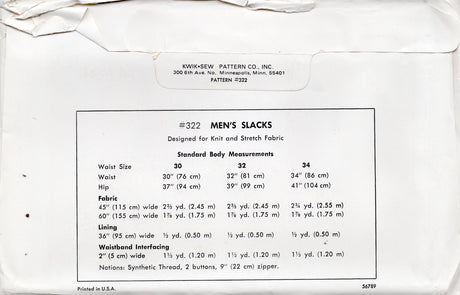 KWIK•SEW PATTERN CO., INC.
300 6th Ave. No. Minneapolis, Minn. 55401
PATTERN #322
#322 MEN'S SLACKS
Designed for Knit and Stretch Fabric
Standard Body Measurements
Waist Size 30 32 34
Waist 30" (76 cm) 32" (81 cm) 34" (86 cm)
Hip 37" (94 cm) 39" (99 cm) 41" (104 cm)
Fabric
45" (115 cm) wide 2⅔ yd. (2.45 m) 2⅔ yd. (2.45 m) 2¾ yd. (2.55 m)
60" (155 cm) wide 1⅞ yd. (1.75 m) 1⅞ yd. (1.75 m) 1⅞ yd. (1.75 m)
Lining
36" (95 cm) wide ½ yd. (0.50 m) ½ yd. (0.50 m) ½ yd. (0.50 m)
Waistband Interfacing
2" (5 cm) wide 1⅓ yd. (1.20 m) 1⅓ yd. (1.20 m) 1⅓ yd. (1.20 m)
Notions: Synthetic Thread, 2 buttons, 9" (22 cm) zipper.
Printed in U.S.A. 56789